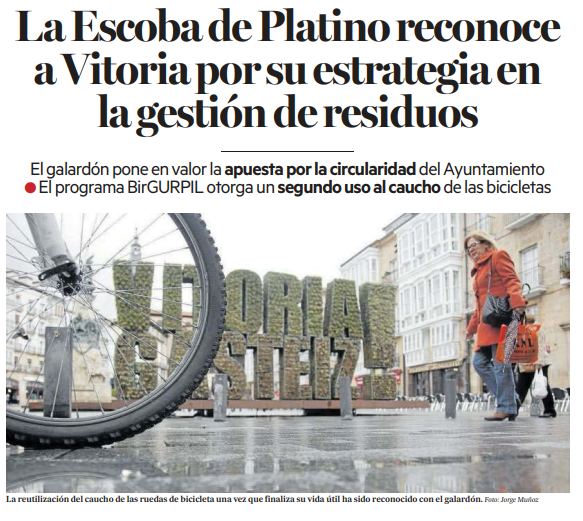 La Escoba de Platino reconoce
a Vitoria por su estrategia en
la gestión de residuos
El galardón pone en valor la apuesta por la circularidad del Ayuntamiento
● El programa BirGURPIL otorga un segundo uso al caucho de las bicicletas
VITORIA
GASTEIZ
La reutilización del caucho de las ruedas de bicicleta una vez que finaliza su vida útil ha sido reconocido con el galardón. Foto: Jorge Muñoz